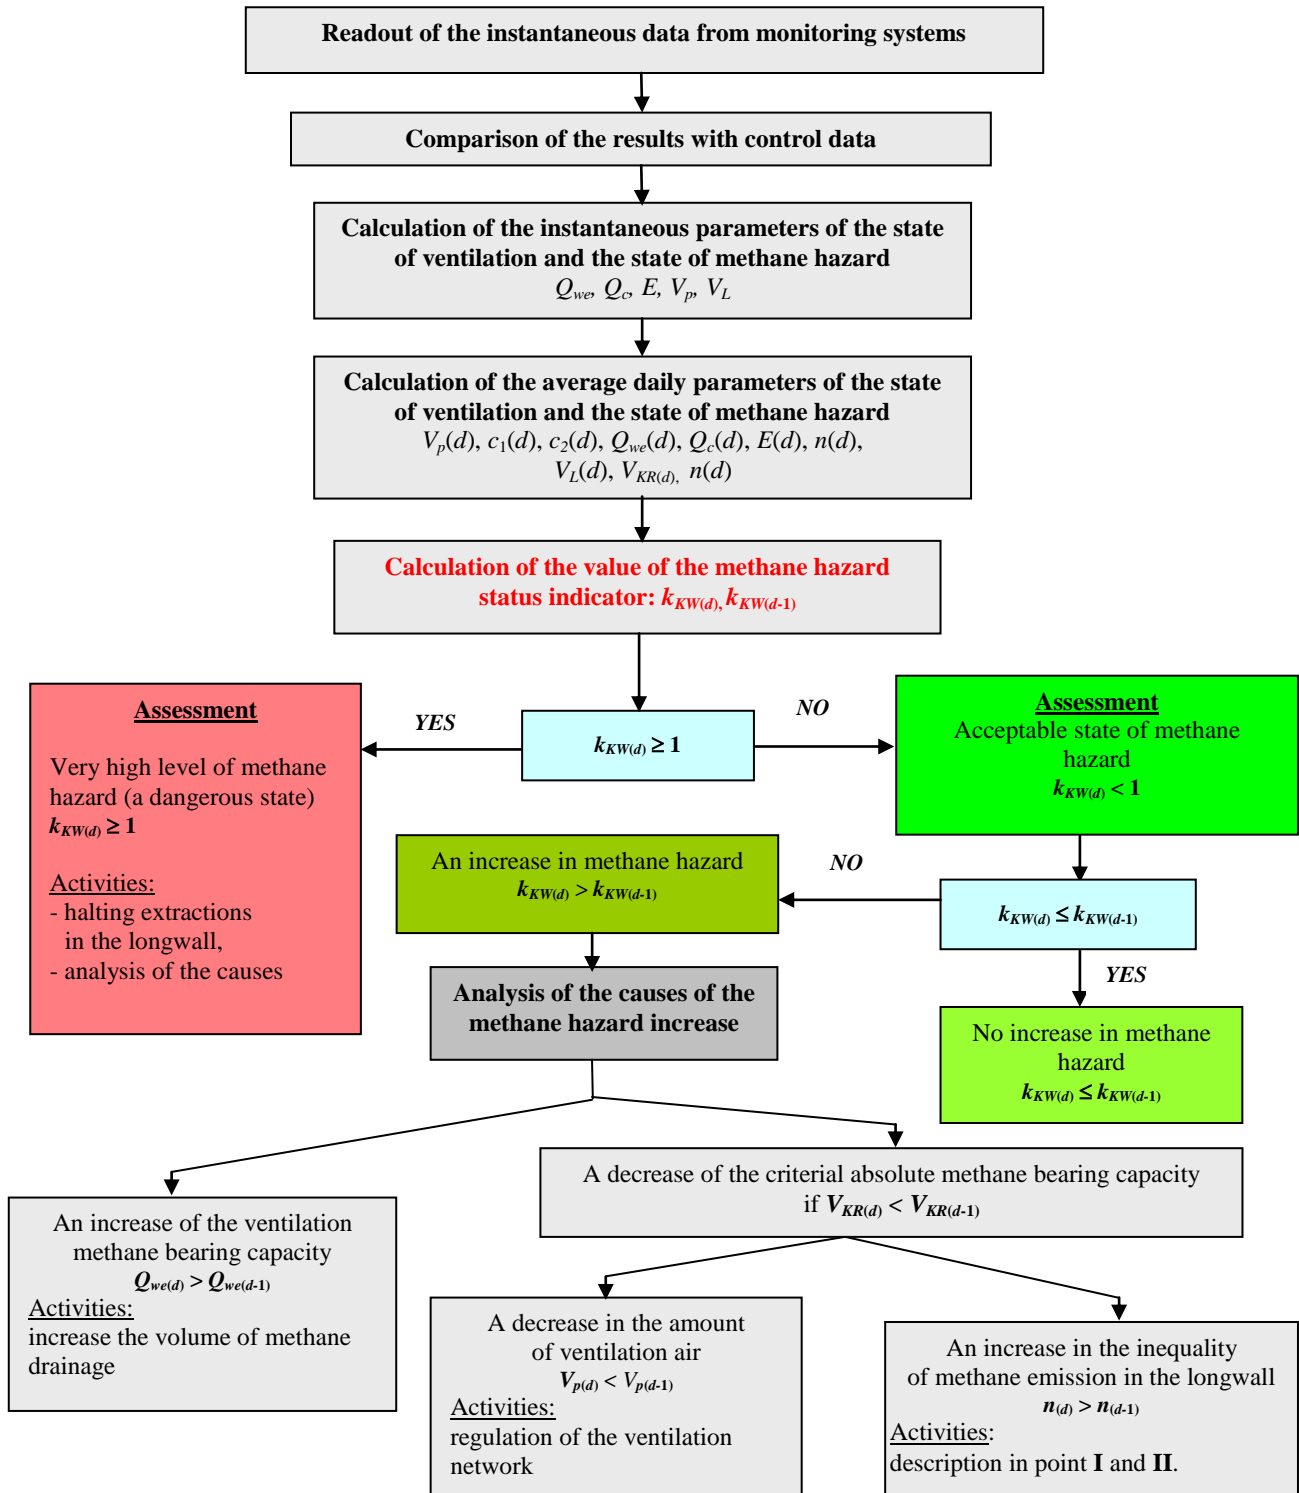 Readout of the instantaneous data from monitoring systems
Comparison of the results with control data
Calculation of the instantaneous parameters of the state
of ventilation and the state of methane hazard
Qwe, Qc, E, Vp, VL
Calculation of the average daily parameters of the state
of ventilation and the state of methane hazard
Vp(d), c1(d), c2(d), Qwe(d), Qc(d), E(d), n(d),
VL(d), VKR(d), n(d)
Calculation of the value of the methane hazard
status indicator: kKW(d), kKW(d-1)
kKW(d) ≥ 1
YES
NO
Assessment
Very high level of methane
hazard (a dangerous state)
kKW(d) ≥ 1
Activities:
- halting extractions
in the longwall,
- analysis of the causes
Assessment
Acceptable state of methane
hazard
kKW(d) < 1
An increase in methane hazard
kKW(d) > kKW(d-1)
NO
kKW(d) ≤ kKW(d-1)
YES
Analysis of the causes of the
methane hazard increase
No increase in methane
hazard
kKW(d) ≤ kKW(d-1)
A decrease of the criterial absolute methane bearing capacity
if VKR(d) < VKR(d-1)
An increase of the ventilation
methane bearing capacity
Qwe(d) > Qwe(d-1)
Activities:
increase the volume of methane
drainage
A decrease in the amount
of ventilation air
Vp(d) < Vp(d-1)
Activities:
regulation of the ventilation
network
An increase in the inequality
of methane emission in the longwall
n(d) > n(d-1)
Activities:
description in point I and II.